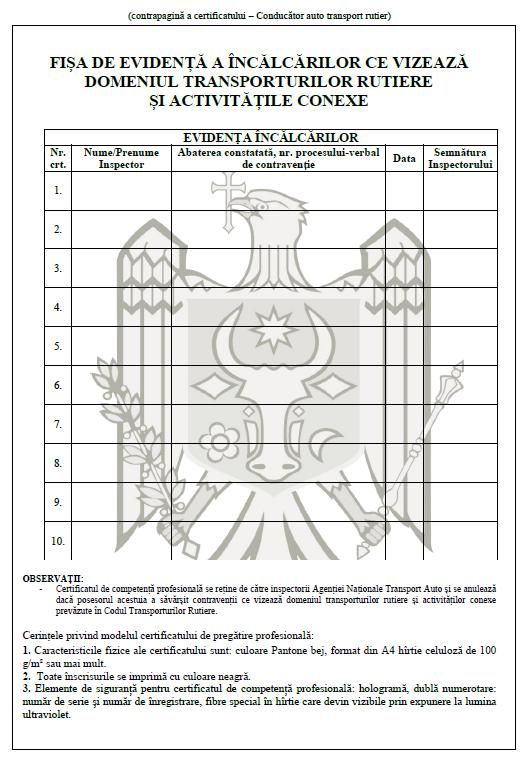 (contrapagină a certificatului – Conducător auto transport rutier)
FIȘA DE EVIDENȚĂ A ÎNCĂLCĂRILOR CE VIZEAZĂ
DOMENIUL TRANSPORTURILOR RUTIERE
ȘI ACTIVITĂȚILE CONEXE
EVIDENȚA ÎNCĂLCĂRILOR
Nr. crt. Nume/Prenume Inspector Abaterea constatată, nr. procesului-verbal de contravenție Data Semnătura Inspectorului
1.
2.
3.
4.
5.
6.
7.
8.
9.
10.
OBSERVAȚII:
- Certificatul de competență profesională se reține de către inspectorii Agenției Naționale Transport Auto și se anulează
dacă posesorul acestuia a săvârșit contravenții ce vizează domeniul transporturilor rutiere și activităților conexe
prevăzute în Codul Transporturilor Rutiere.
Cerințele privind modelul certificatului de pregătire profesională:
1. Caracteristicile fizice ale certificatului sunt: culoare Pantone bej, format din A4 hîrtie celuloză de 100
g/m² sau mai mult.
2. Toate înscrisurile se imprimă cu culoare neagră.
3. Elemente de siguranță pentru certificatul de competență profesională: hologramă, dublă numerotare:
număr de serie și număr de înregistrare, fibre special în hîrtie care devin vizibile prin expunere la lumina
ultraviolet.